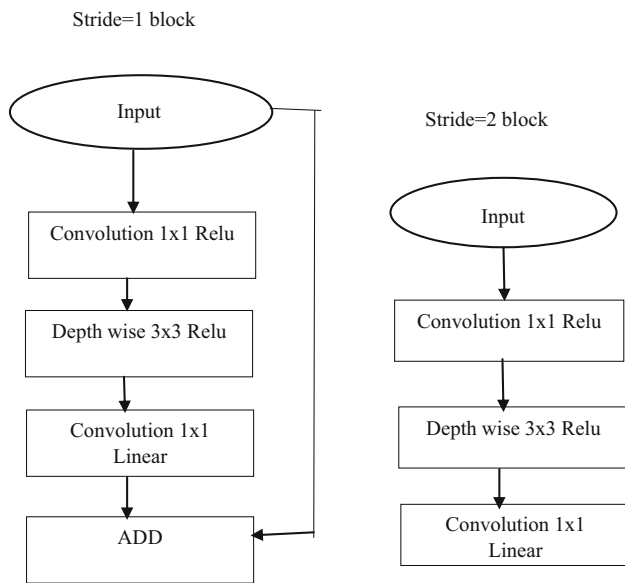 Stride=1 block
Input
Convolution 1x1 Relu
Depth wise 3x3 Relu
Convolution 1x1
Linear
ADD
Stride=2 block
Input
Convolution 1x1 Relu
Depth wise 3x3 Relu
Convolution 1x1
Linear